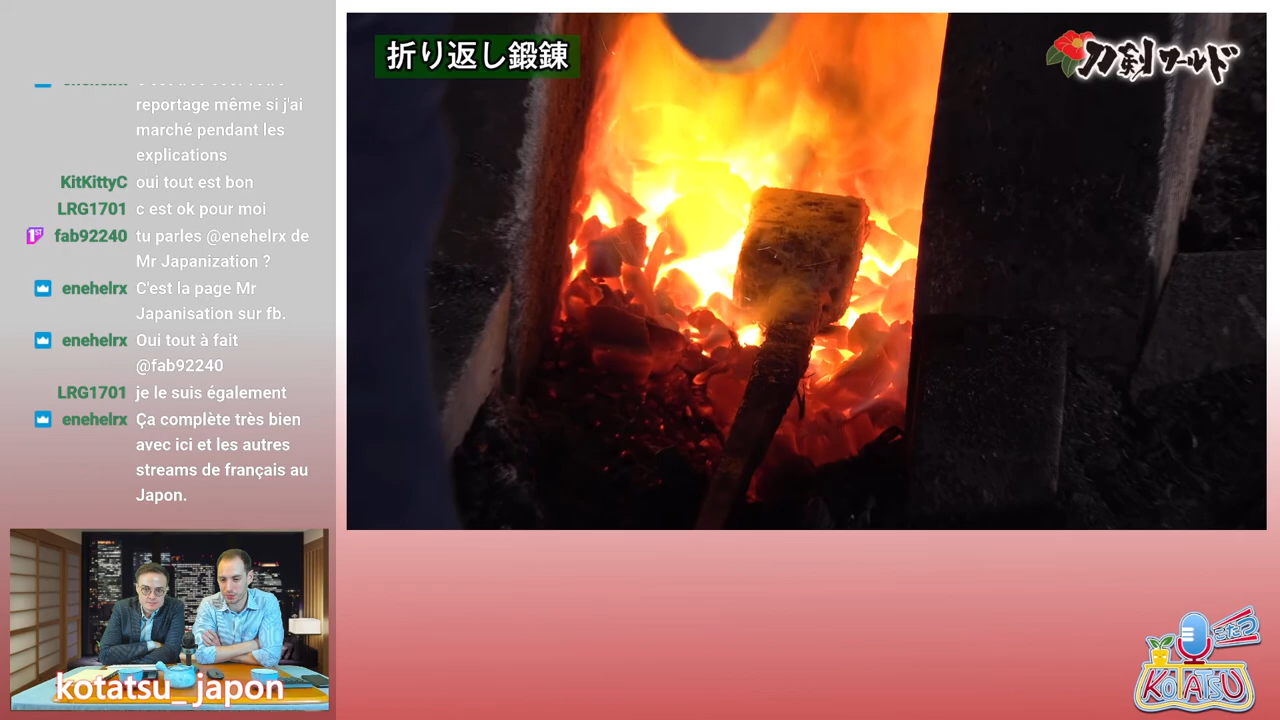 reportage même si j'ai
marché pendant les
explications
KitKittyC oui tout est bon
LRG1701 c est ok pour moi
fab92240 tu parles @enehelrx de
Mr Japanization ?
enehelrx C'est la page Mr
Japanisation sur fb.
enehelrx Oui tout à fait
@fab92240
LRG1701 je le suis également
enehelrx Ça complète très bien
avec ici et les autres
streams de français au
Japon.
kotatsu_japon
折り返し鍛錬
刀剣ワールド
こたつ
KOTATSU